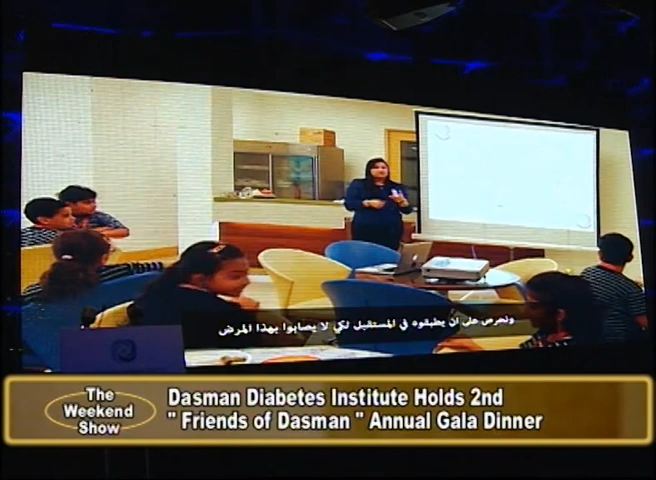 ونحرص على ان يطبقوه في المستقبل لكي لا يصابوا بهذا المرض
The
Weekend
Show
Dasman Diabetes Institute Holds 2nd
" Friends of Dasman " Annual Gala Dinner